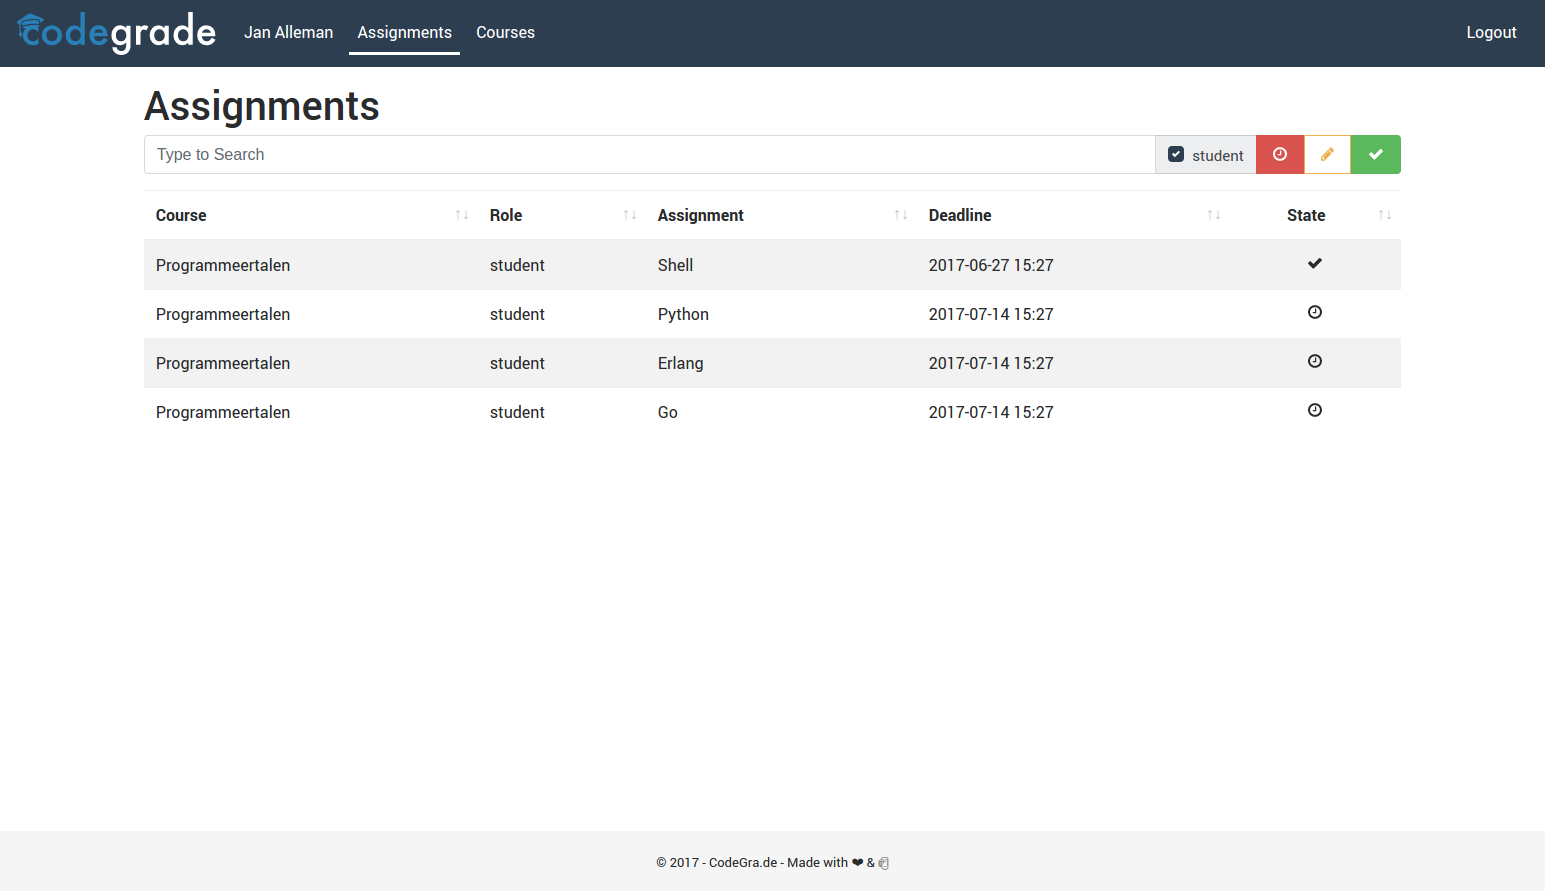 codegrade Jan Alleman Assignments Courses Logout
Assignments
Type to Search student
Course ↑↓ Role ↑↓ Assignment ↑↓ Deadline ↑↓ State ↑↓
Programmeertalen student Shell 2017-06-27 15:27
Programmeertalen student Python 2017-07-14 15:27
Programmeertalen student Erlang 2017-07-14 15:27
Programmeertalen student Go 2017-07-14 15:27
© 2017 - CodeGra.de - Made with ❤ & 🍺